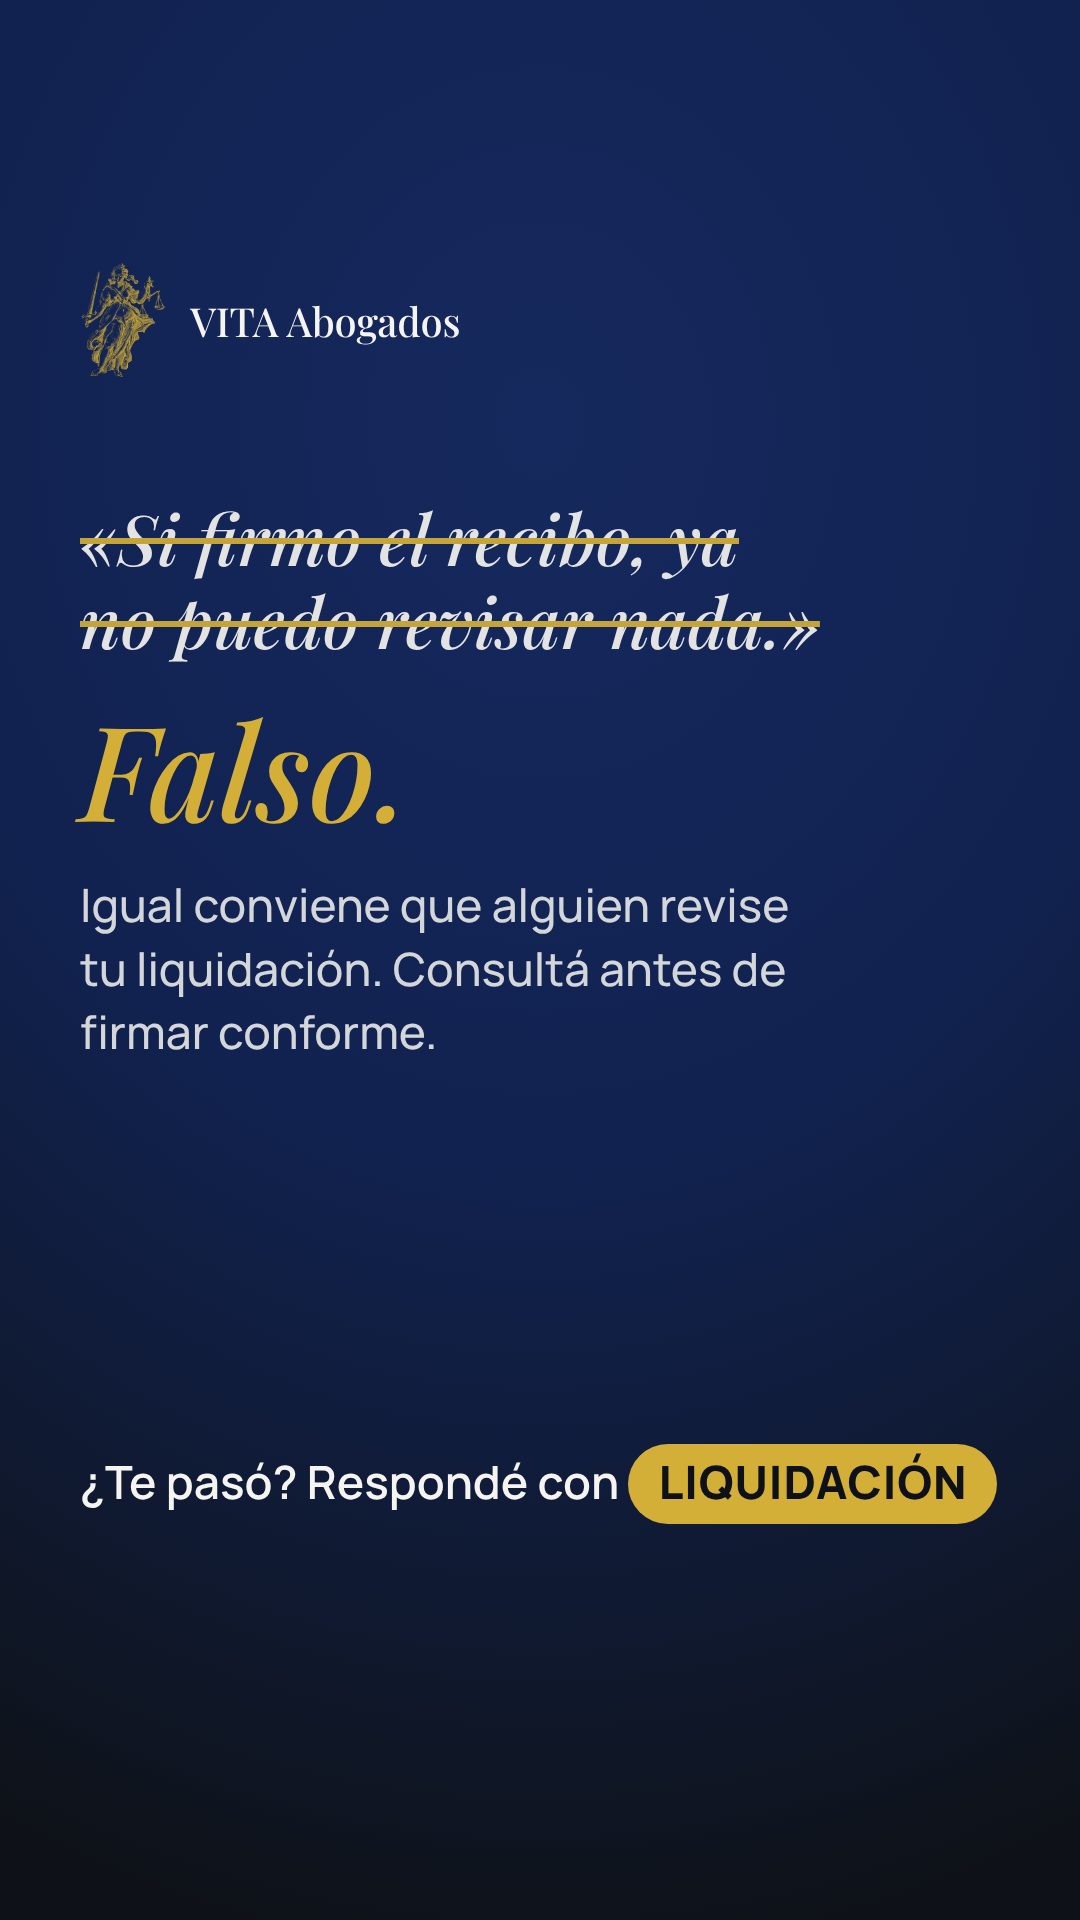 VITA Abogados
«Si firmo el recibo, ya
no puedo revisar nada.»
Falso.
Igual conviene que alguien revise
tu liquidación. Consultá antes de
firmar conforme.
¿Te pasó? Respondé con LIQUIDACIÓN